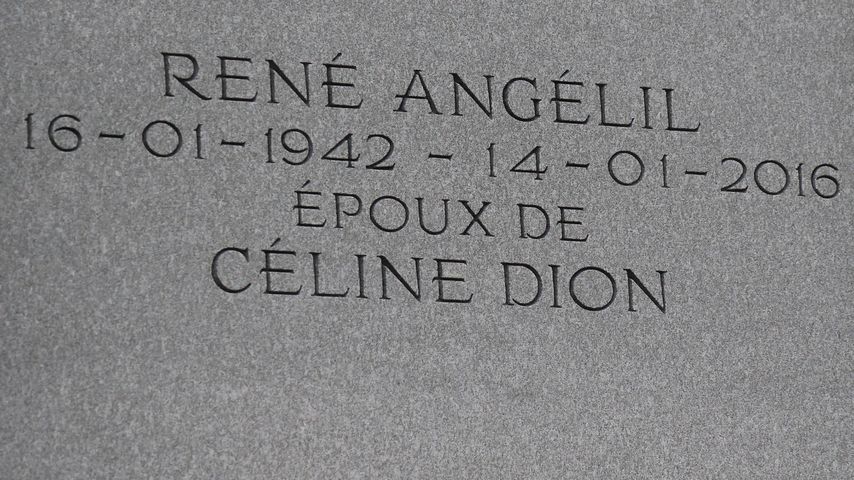 RENÉ ANGÉLIL
16-01-1942 - 14-01-2016
ÉPOUX DE
CÉLINE DION